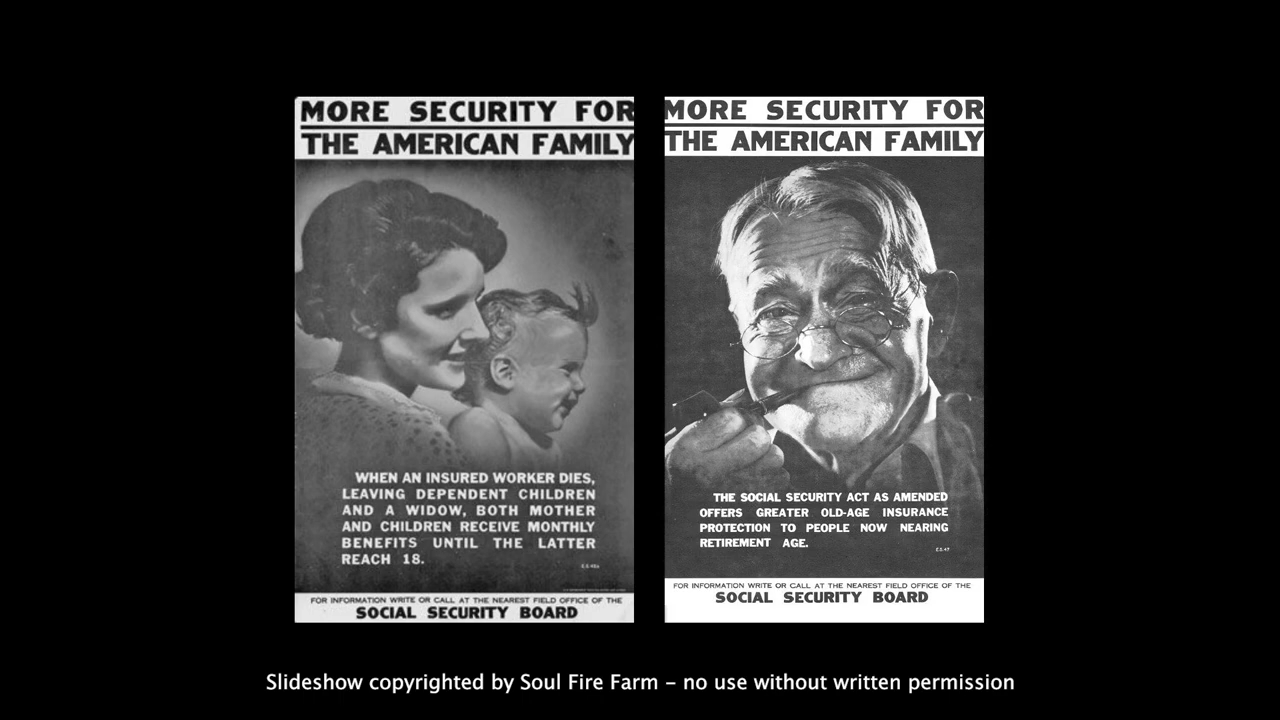 MORE SECURITY FOR
THE AMERICAN FAMILY
WHEN AN INSURED WORKER DIES,
LEAVING DEPENDENT CHILDREN
AND A WIDOW, BOTH MOTHER
AND CHILDREN RECEIVE MONTHLY
BENEFITS UNTIL THE LATTER
REACH 18.
FOR INFORMATION WRITE OR CALL AT THE NEAREST FIELD OFFICE OF THE
SOCIAL SECURITY BOARD
MORE SECURITY FOR
THE AMERICAN FAMILY
THE SOCIAL SECURITY ACT AS AMENDED
OFFERS GREATER OLD-AGE INSURANCE
PROTECTION TO PEOPLE NOW NEARING
RETIREMENT AGE.
FOR INFORMATION WRITE OR CALL AT THE NEAREST FIELD OFFICE OF THE
SOCIAL SECURITY BOARD
Slideshow copyrighted by Soul Fire Farm – no use without written permission